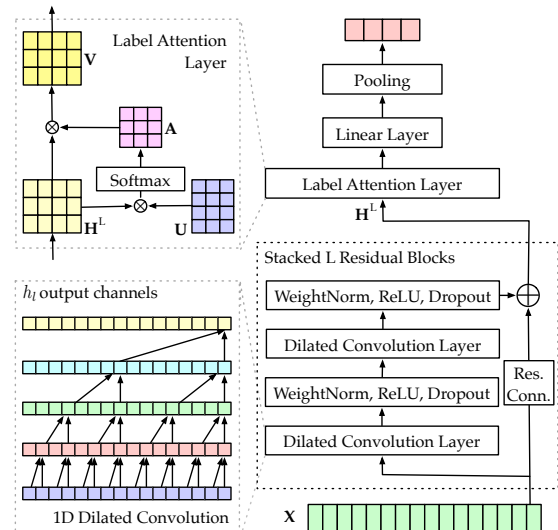 Label Attention
Layer
V
A
Softmax
H^L
U
Pooling
Linear Layer
Label Attention Layer
H^L
Stacked L Residual Blocks
WeightNorm, ReLU, Dropout
Dilated Convolution Layer
WeightNorm, ReLU, Dropout
Dilated Convolution Layer
Res.
Conn.
X
h_l output channels
1D Dilated Convolution